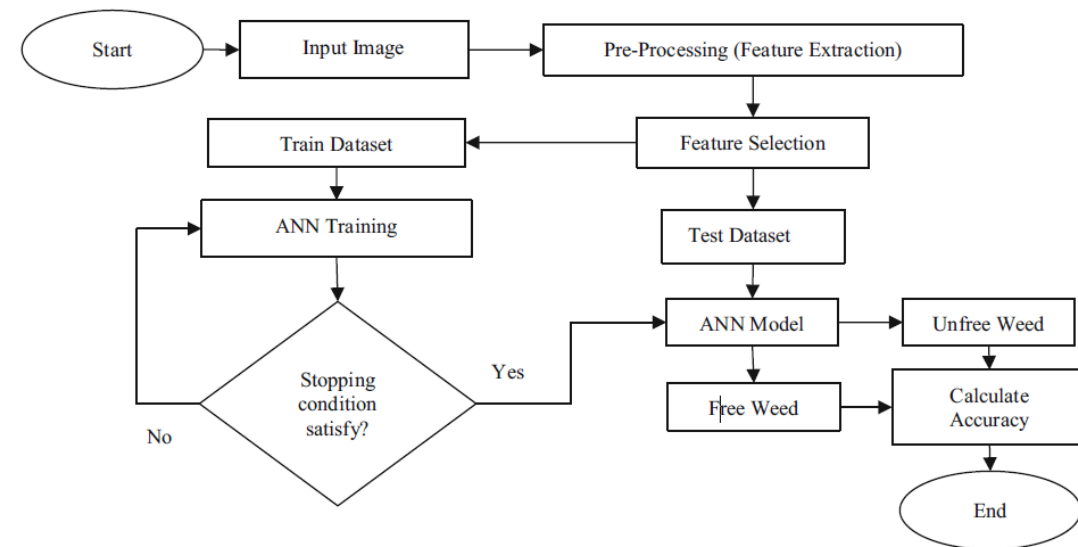 Start
Input Image
Pre-Processing (Feature Extraction)
Train Dataset
Feature Selection
ANN Training
Test Dataset
ANN Model
Unfree Weed
Yes
Stopping
condition
satisfy?
No
Free Weed
Calculate
Accuracy
End